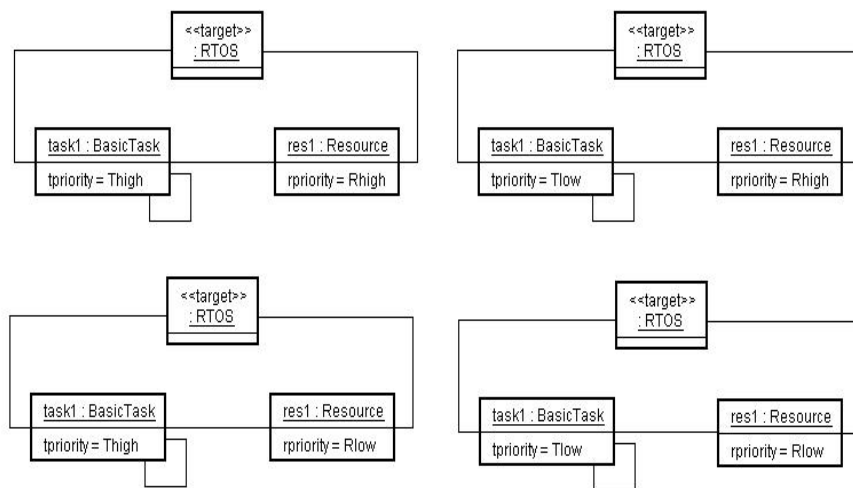 <<target>>
: RTOS
task1 : BasicTask
tpriority = Thigh
res1 : Resource
rpriority = Rhigh
<<target>>
: RTOS
task1 : BasicTask
tpriority = Tlow
res1 : Resource
rpriority = Rhigh
<<target>>
: RTOS
task1 : BasicTask
tpriority = Thigh
res1 : Resource
rpriority = Rlow
<<target>>
: RTOS
task1 : BasicTask
tpriority = Tlow
res1 : Resource
rpriority = Rlow